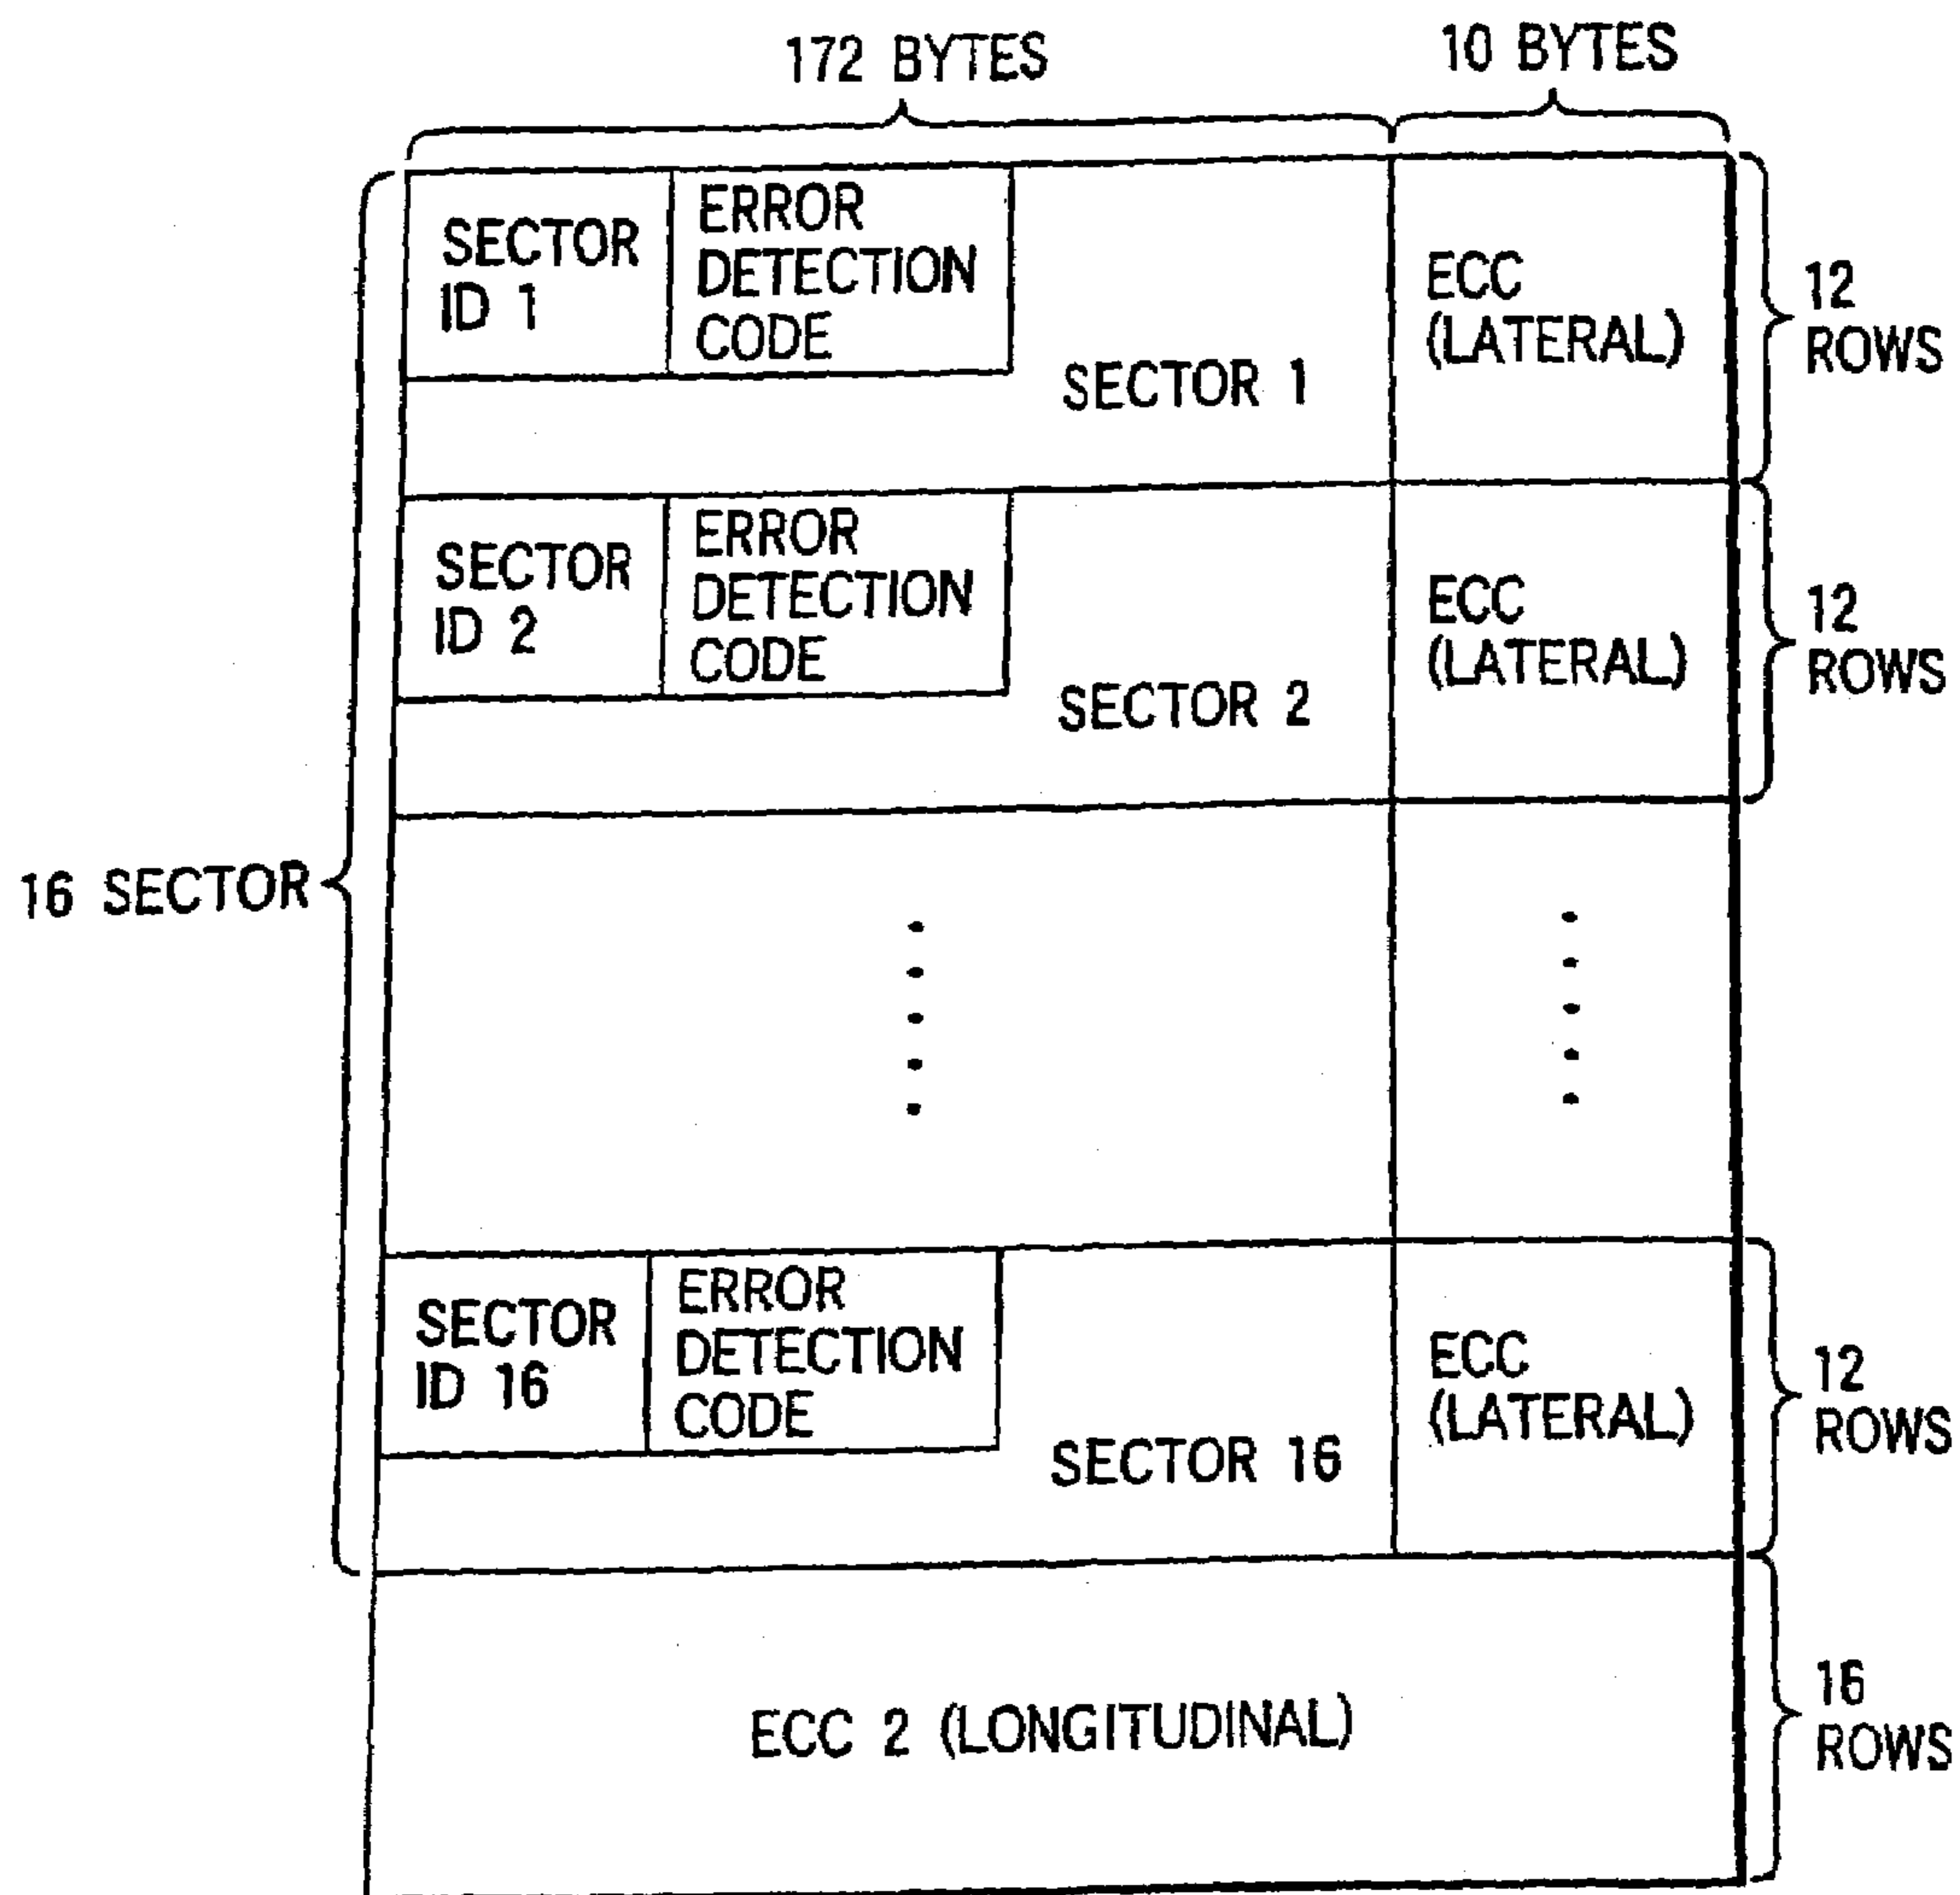 172 BYTES
10 BYTES
SECTOR
ID 1
ERROR
DETECTION
CODE
SECTOR 1
ECC
(LATERAL)
12
ROWS
SECTOR
ID 2
ERROR
DETECTION
CODE
SECTOR 2
ECC
(LATERAL)
12
ROWS
16 SECTOR
SECTOR
ID 16
ERROR
DETECTION
CODE
SECTOR 16
ECC
(LATERAL)
12
ROWS
ECC 2 (LONGITUDINAL)
16
ROWS